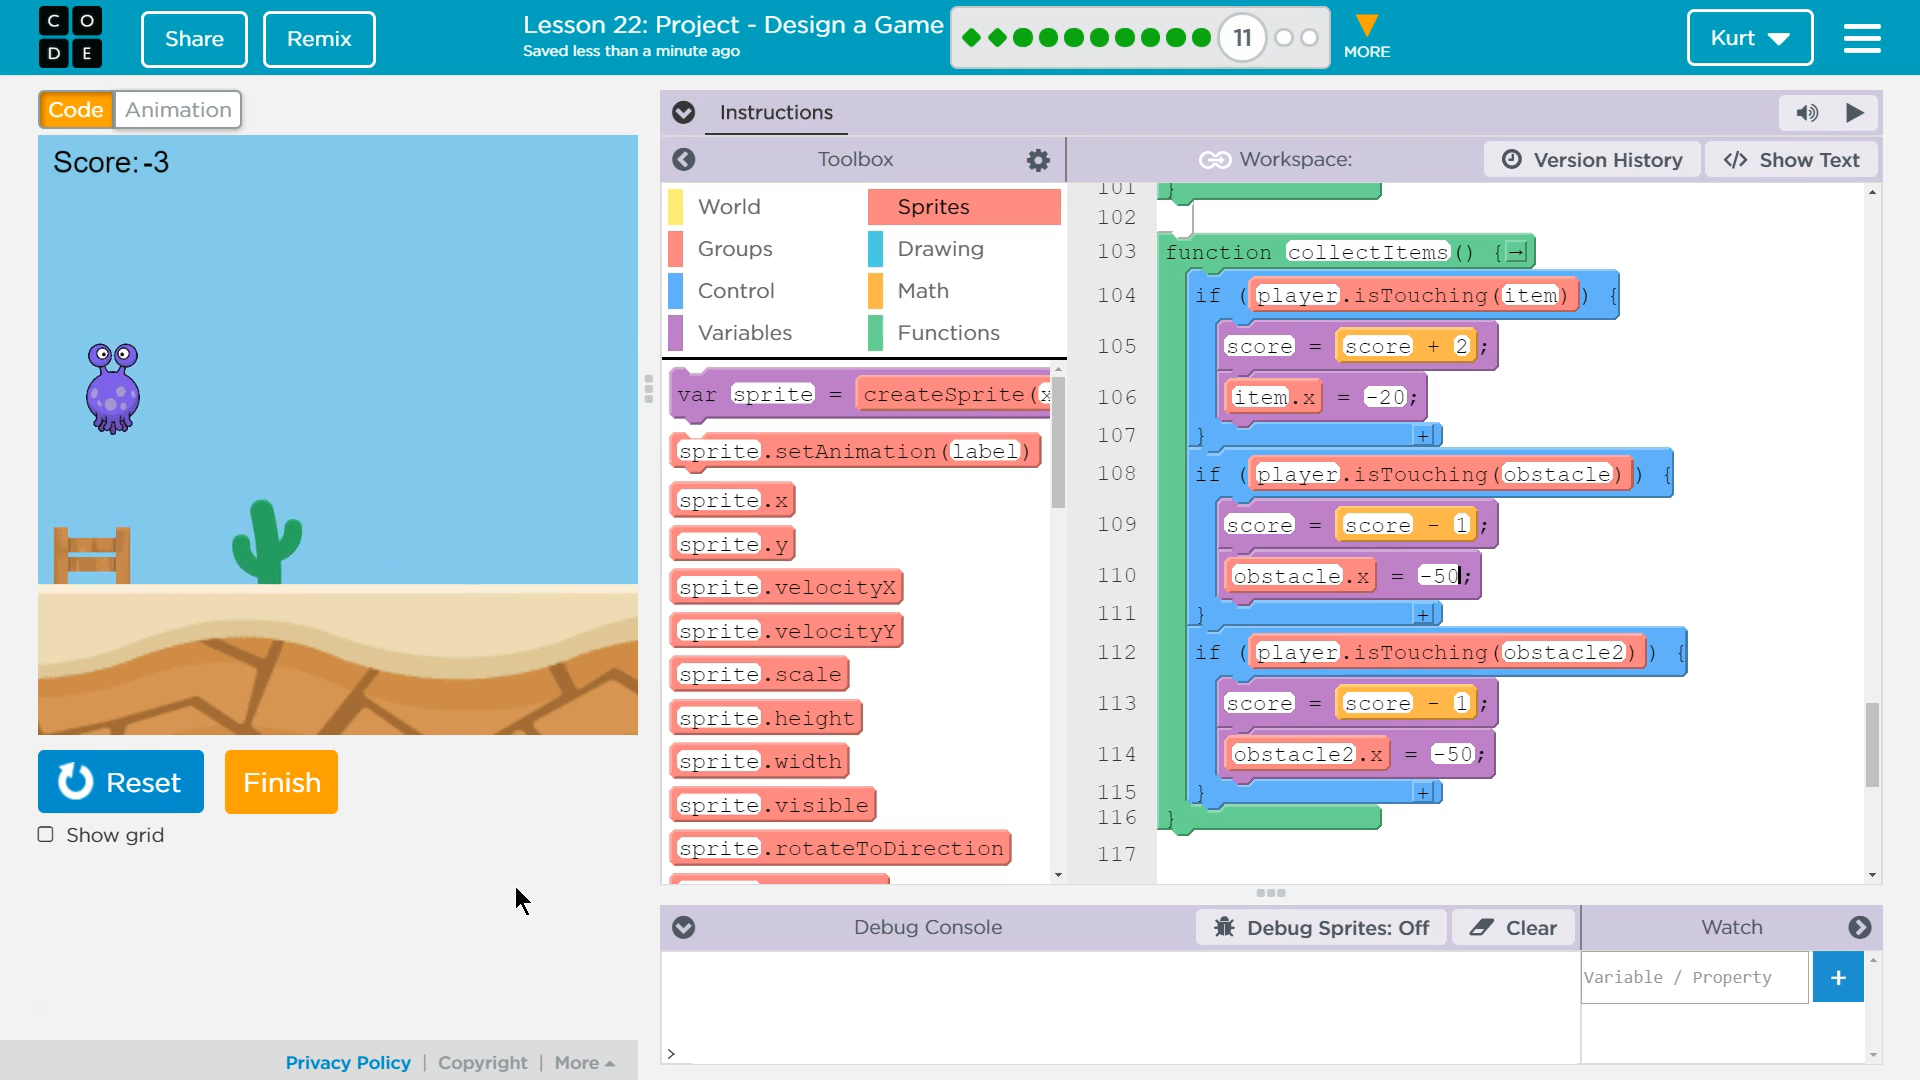 C O
D E
Share
Remix
Lesson 22: Project - Design a Game
Saved less than a minute ago
11
MORE
Kurt
Code
Animation
Score:-3
Reset
Finish
Show grid
Privacy Policy | Copyright | More
Instructions
Toolbox
World
Sprites
Groups
Drawing
Control
Math
Variables
Functions
var sprite = createSprite(x
sprite.setAnimation(label)
sprite.x
sprite.y
sprite.velocityX
sprite.velocityY
sprite.scale
sprite.height
sprite.width
sprite.visible
sprite.rotateToDirection
Workspace:
Version History
</> Show Text
101 }
102
103 function collectItems() {→
104 if (player.isTouching(item)) {
105 score = score + 2;
106 item.x = -20;
107 } +
108 if (player.isTouching(obstacle)) {
109 score = score - 1;
110 obstacle.x = -50;
111 } +
112 if (player.isTouching(obstacle2)) {
113 score = score - 1;
114 obstacle2.x = -50;
115 } +
116 }
117
Debug Console
Debug Sprites: Off
Clear
Watch
Variable / Property
+
>